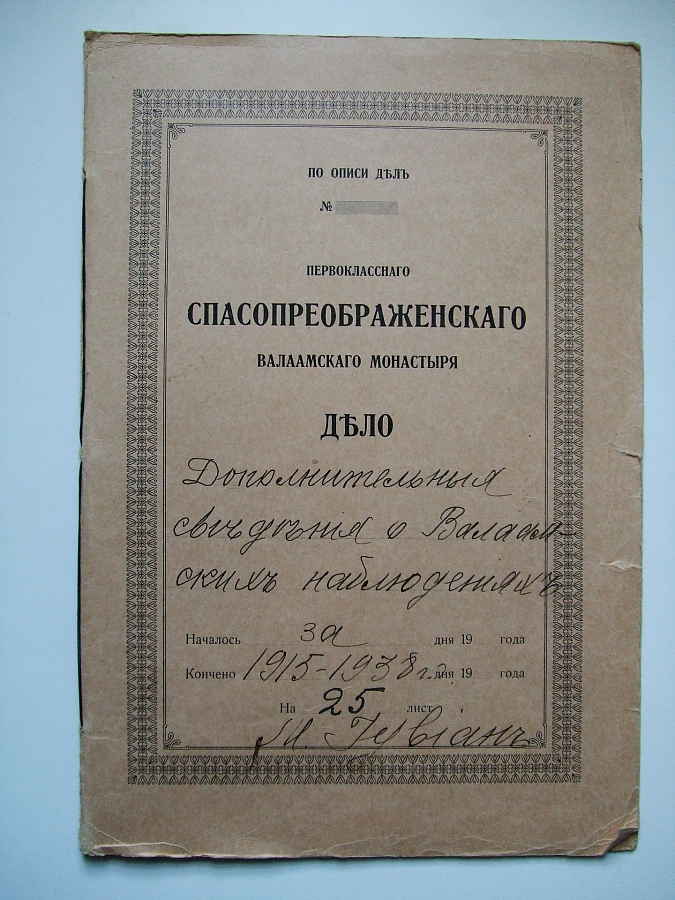 ПО ОПИСИ ДѢЛЪ
№
ПЕРВОКЛАССНАГО
СПАСОПРЕОБРАЖЕНСКАГО
ВАЛААМСКАГО МОНАСТЫРЯ
ДѢЛО
Дополнительныя
свѣдѣнія о Валаам-
скихъ наблюденіяхъ
Началось за дня 19 года
Кончено 1915-1938 г.г. дня 19 года
На 25 лист